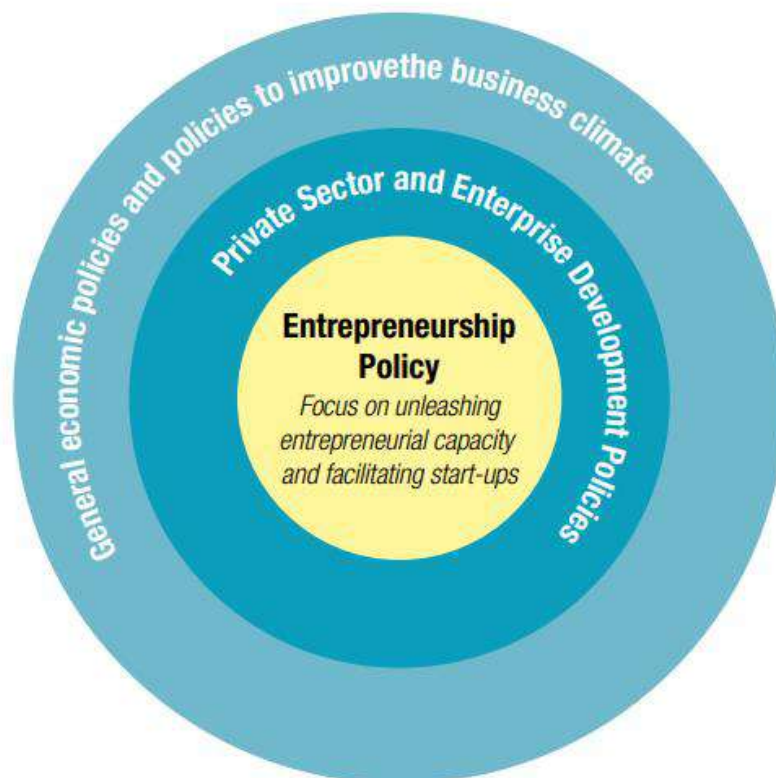 General economic policies and policies to improvethe business climate
Private Sector and Enterprise Development Policies
Entrepreneurship
Policy
Focus on unleashing
entrepreneurial capacity
and facilitating start-ups